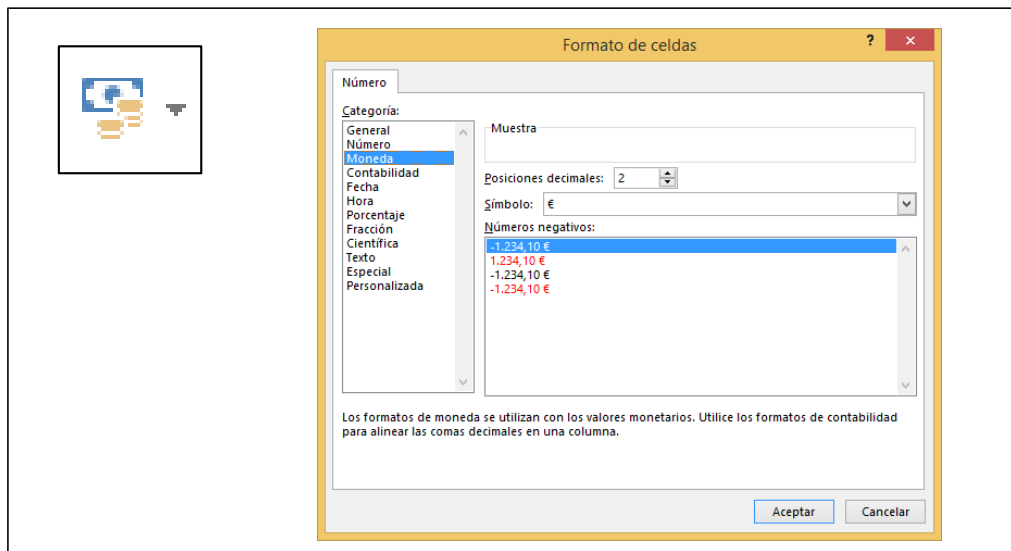 Formato de celdas
?
Número
Categoría:
General
Número
Moneda
Contabilidad
Fecha
Hora
Porcentaje
Fracción
Científica
Texto
Especial
Personalizada
Muestra
Posiciones decimales: 2
Símbolo: €
Números negativos:
-1.234,10 €
1.234,10 €
-1.234,10 €
-1.234,10 €
Los formatos de moneda se utilizan con los valores monetarios. Utilice los formatos de contabilidad
para alinear las comas decimales en una columna.
Aceptar Cancelar